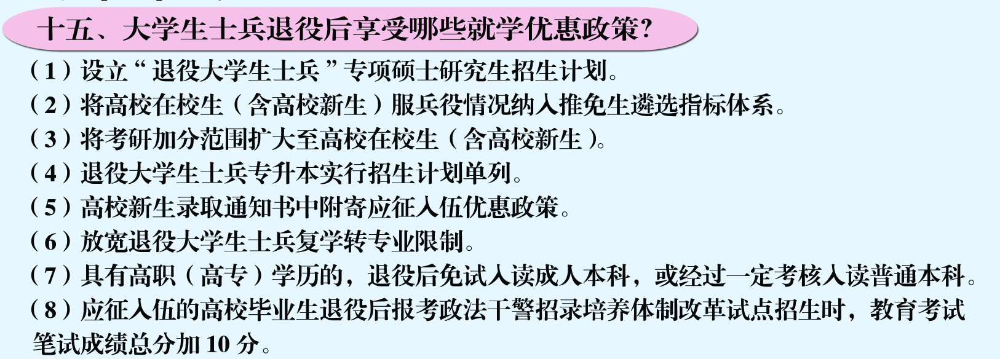 十五、大学生士兵退役后享受哪些就学优惠政策？
（1）设立“退役大学生士兵”专项硕士研究生招生计划。
（2）将高校在校生（含高校新生）服兵役情况纳入推免生遴选指标体系。
（3）将考研加分范围扩大至高校在校生（含高校新生）。
（4）退役大学生士兵专升本实行招生计划单列。
（5）高校新生录取通知书中附寄应征入伍优惠政策。
（6）放宽退役大学生士兵复学转专业限制。
（7）具有高职（高专）学历的，退役后免试入读成人本科，或经过一定考核入读普通本科。
（8）应征入伍的高校毕业生退役后报考政法干警招录培养体制改革试点招生时，教育考试
笔试成绩总分加 10 分。